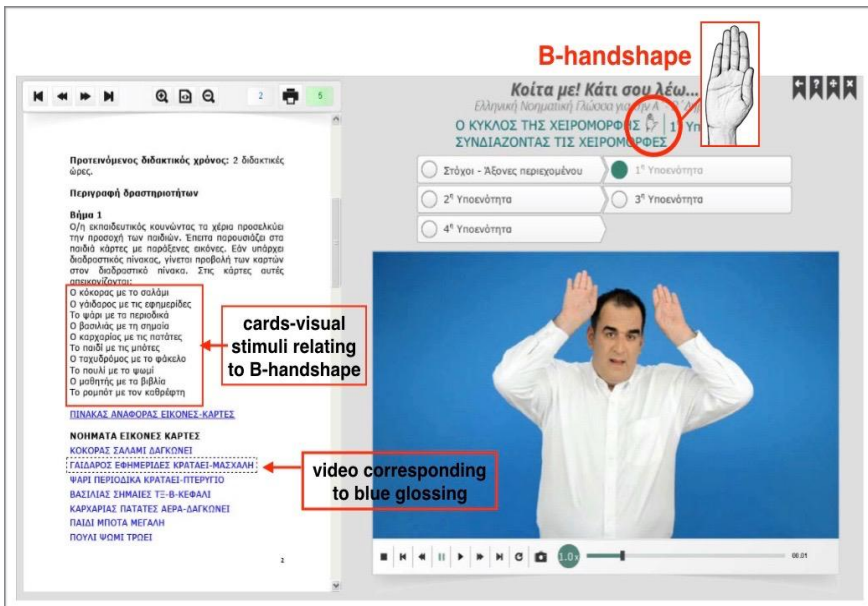 B-handshape
2
5
Κοίτα με! Κάτι σου λέω...
Ελληνική Νοηματική Γλώσσα για την Α΄
Ο ΚΥΚΛΟΣ ΤΗΣ ΧΕΙΡΟΜΟΡΦΗΣ
ΣΥΝΔΙΑΖΟΝΤΑΣ ΤΙΣ ΧΕΙΡΟΜΟΡΦΕΣ
Στόχοι - Άξονες περιεχομένου
1η Υποενότητα
2η Υποενότητα
3η Υποενότητα
4η Υποενότητα
Προτεινόμενος διδακτικός χρόνος: 2 διδακτικές
ώρες.
Περιγραφή δραστηριοτήτων
Βήμα 1
Ο/η εκπαιδευτικός κουνώντας τα χέρια προσελκύει
την προσοχή των παιδιών. Έπειτα παρουσιάζει στα
παιδιά κάρτες με παράξενες εικόνες. Εάν υπάρχει
διαδραστικός πίνακας, γίνεται προβολή των καρτών
στον διαδραστικό πίνακα. Στις κάρτες αυτές
απεικονίζονται:
Ο κόκορας με το σαλάμι
Ο γάιδαρος με τις εφημερίδες
Το ψάρι με τα περιοδικά
Ο βασιλιάς με τη σημαία
Ο καρχαρίας με τις πατάτες
Το παιδί με τις μπότες
Ο ταχυδρόμος με το φάκελο
Το πουλί με το ψωμί
Ο μαθητής με τα βιβλία
Το ρομπότ με τον καθρέφτη
cards-visual
stimuli relating
to B-handshape
ΠΙΝΑΚΑΣ ΑΝΑΦΟΡΑΣ ΕΙΚΟΝΕΣ-ΚΑΡΤΕΣ
ΝΟΗΜΑΤΑ ΕΙΚΟΝΕΣ ΚΑΡΤΕΣ
ΚΟΚΟΡΑΣ ΣΑΛΑΜΙ ΔΑΓΚΩΝΕΙ
ΓΑΙΔΑΡΟΣ ΕΦΗΜΕΡΙΔΕΣ ΚΡΑΤΑΕΙ-ΜΑΣΧΑΛΗ
ΨΑΡΙ ΠΕΡΙΟΔΙΚΑ ΚΡΑΤΑΕΙ-ΠΤΕΡΥΓΙΟ
ΒΑΣΙΛΙΑΣ ΣΗΜΑΙΕΣ ΤΞ-Β-ΚΕΦΑΛΙ
ΚΑΡΧΑΡΙΑΣ ΠΑΤΑΤΕΣ ΑΕΡΑ-ΔΑΓΚΩΝΕΙ
ΠΑΙΔΙ ΜΠΟΤΑ ΜΕΓΑΛΗ
ΠΟΥΛΙ ΨΩΜΙ ΤΡΩΕΙ
video corresponding
to blue glossing
2
1.0x
00.01